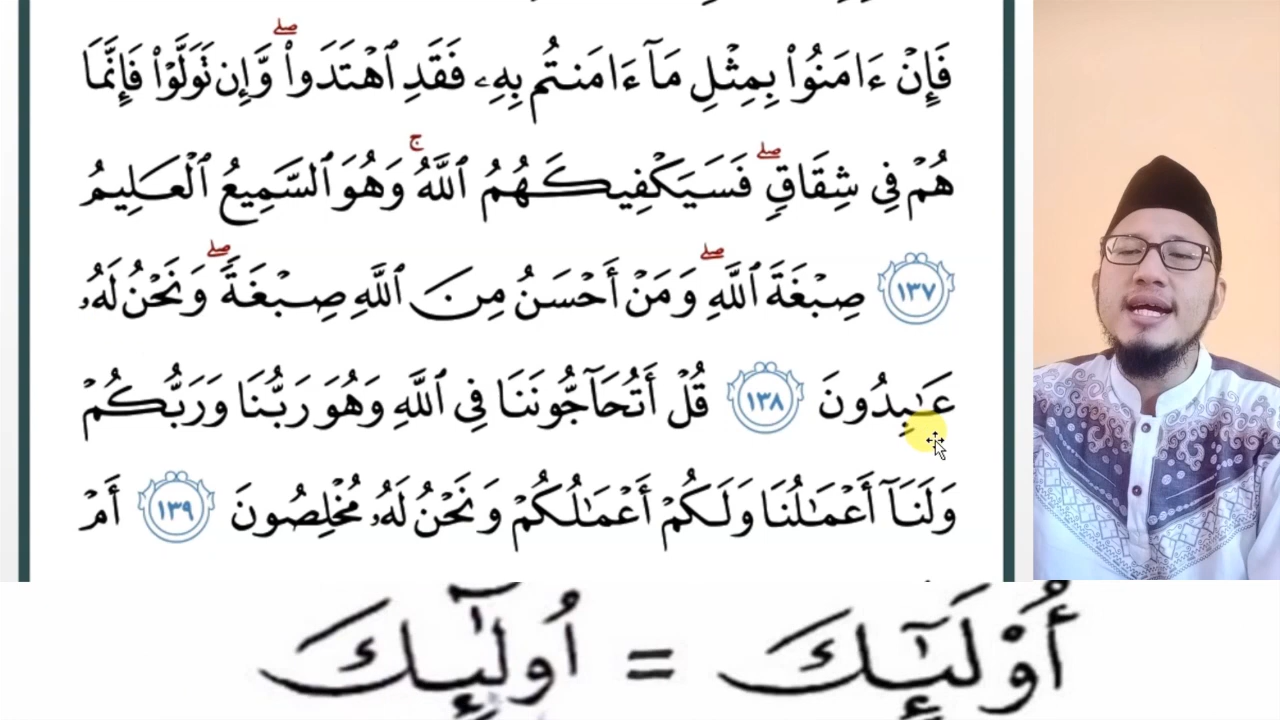 فَإِنْ ءَامَنُوا۟ بِمِثْلِ مَآ ءَامَنتُم بِهِۦ فَقَدِ ٱهْتَدَوا۟ ۖ وَّإِن تَوَلَّوْا۟ فَإِنَّمَا
هُمْ فِى شِقَاقٍ ۖ فَسَيَكْفِيكَهُمُ ٱللَّهُ ۚ وَهُوَ ٱلسَّمِيعُ ٱلْعَلِيمُ
١٣٧ صِبْغَةَ ٱللَّهِ ۖ وَمَنْ أَحْسَنُ مِنَ ٱللَّهِ صِبْغَةً ۖ وَنَحْنُ لَهُۥ
عَـٰبِدُونَ ١٣٨ قُلْ أَتُحَآجُّونَنَا فِى ٱللَّهِ وَهُوَ رَبُّنَا وَرَبُّكُمْ
وَلَنَآ أَعْمَـٰلُنَا وَلَكُمْ أَعْمَـٰلُكُمْ وَنَحْنُ لَهُۥ مُخْلِصُونَ ١٣٩ أَمْ
أُوْلَـٰٓئِكَ = اُولٰٓئِكَ